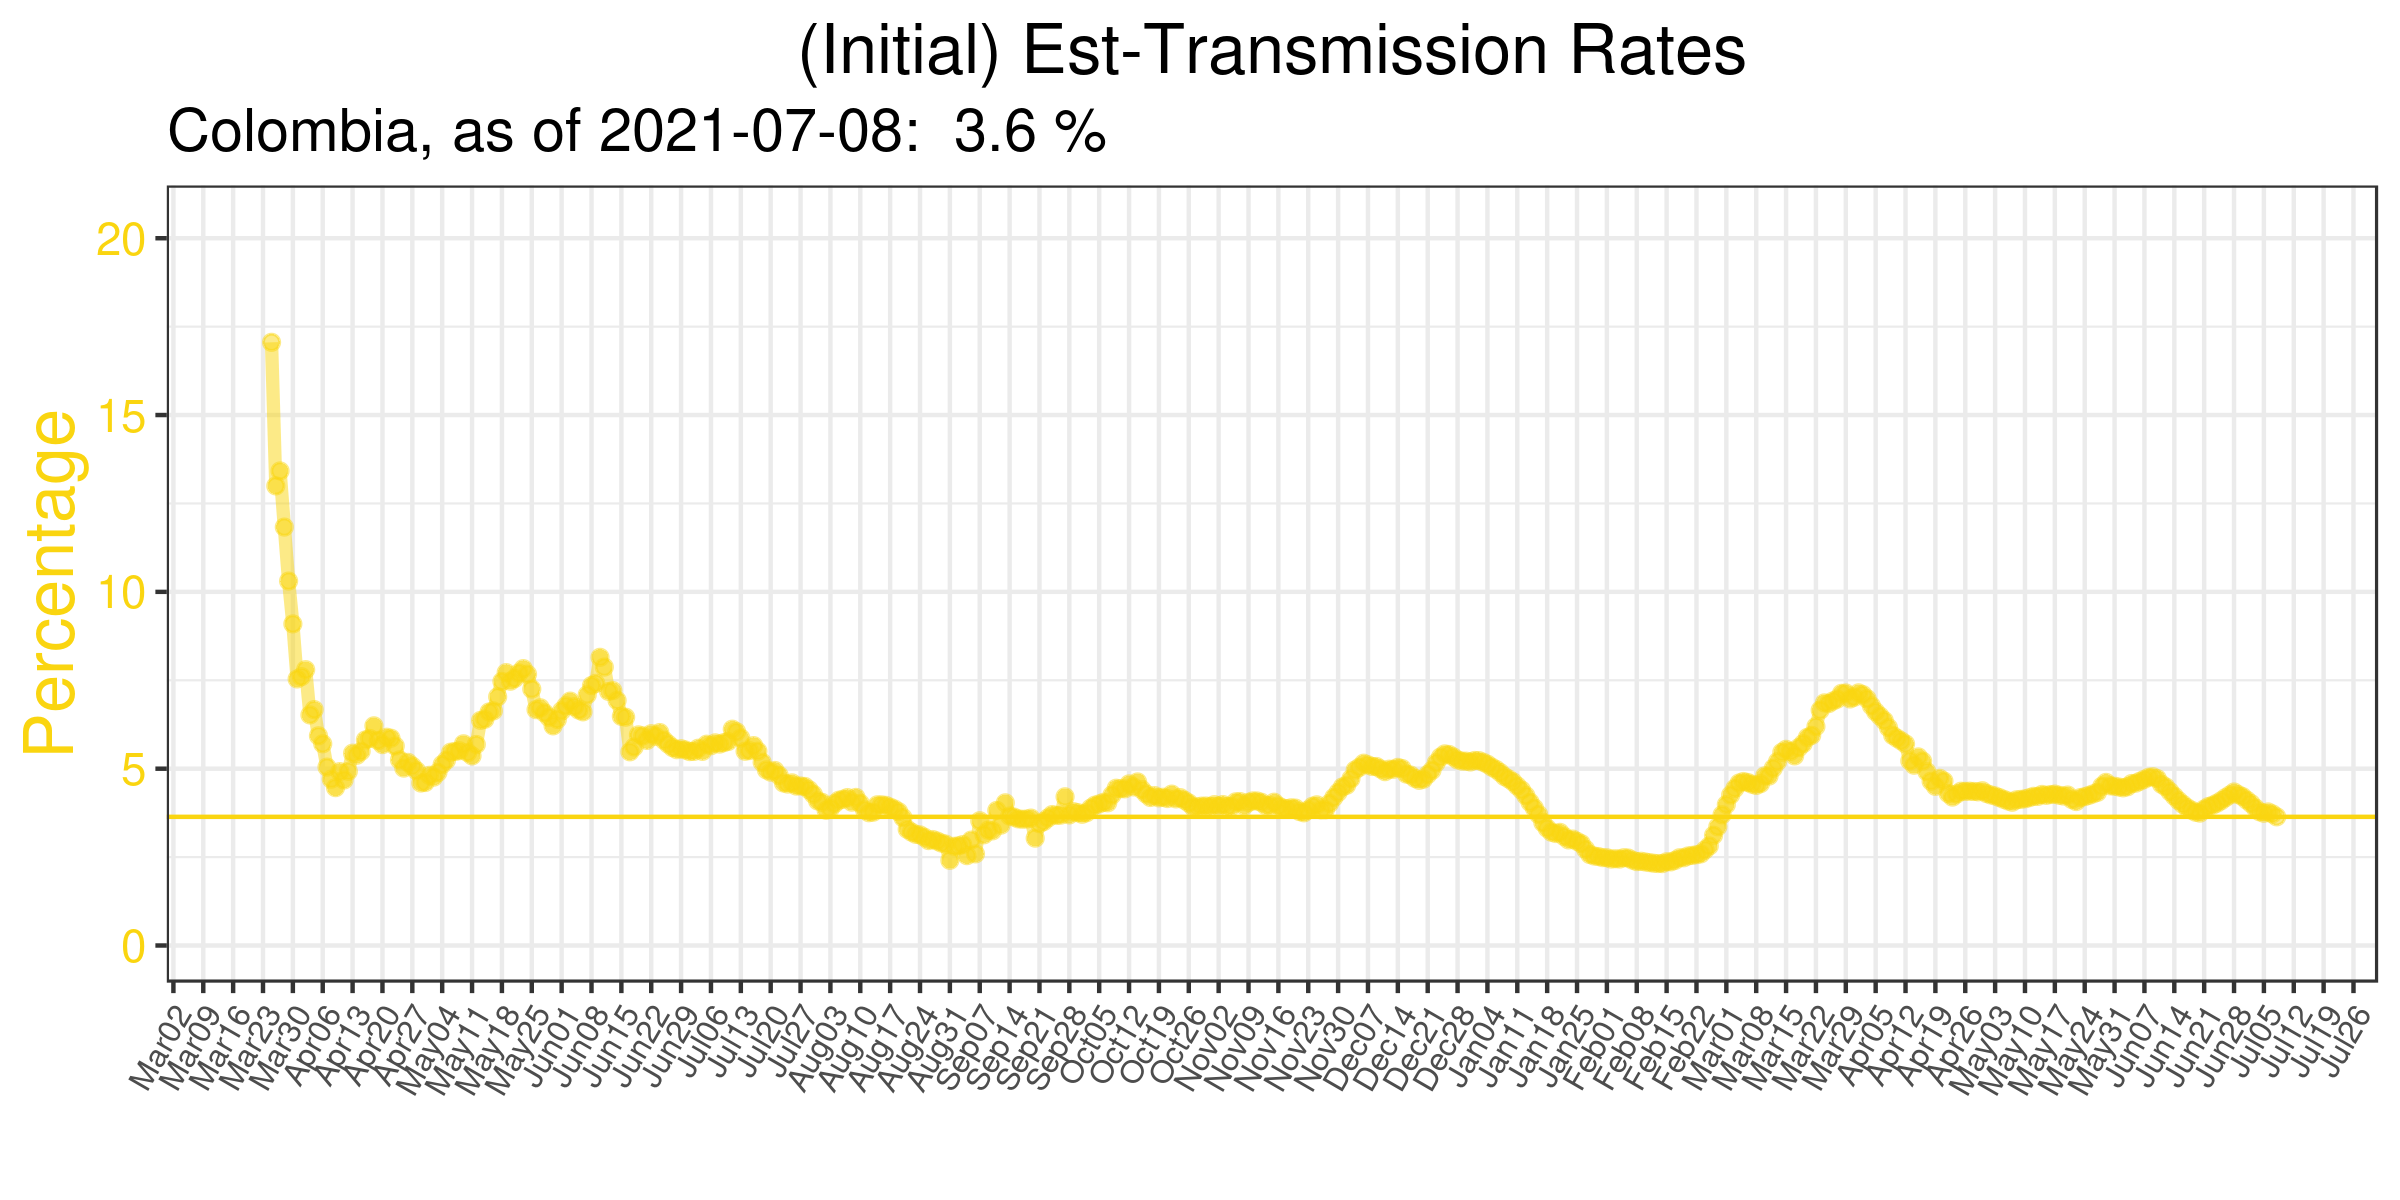 (Initial) Est-Transmission Rates
Colombia, as of 2021-07-08:  3.6 %
Percentage
20
15
10
5
0
Mar02
Mar09
Mar16
Mar23
Mar30
Apr06
Apr13
Apr20
Apr27
May04
May11
May18
May25
Jun01
Jun08
Jun15
Jun22
Jun29
Jul06
Jul13
Jul20
Jul27
Aug03
Aug10
Aug17
Aug24
Aug31
Sep07
Sep14
Sep21
Sep28
Oct05
Oct12
Oct19
Oct26
Nov02
Nov09
Nov16
Nov23
Nov30
Dec07
Dec14
Dec21
Dec28
Jan04
Jan11
Jan18
Jan25
Feb01
Feb08
Feb15
Feb22
Mar01
Mar08
Mar15
Mar22
Mar29
Apr05
Apr12
Apr19
Apr26
May03
May10
May17
May24
May31
Jun07
Jun14
Jun21
Jun28
Jul05
Jul12
Jul19
Jul26